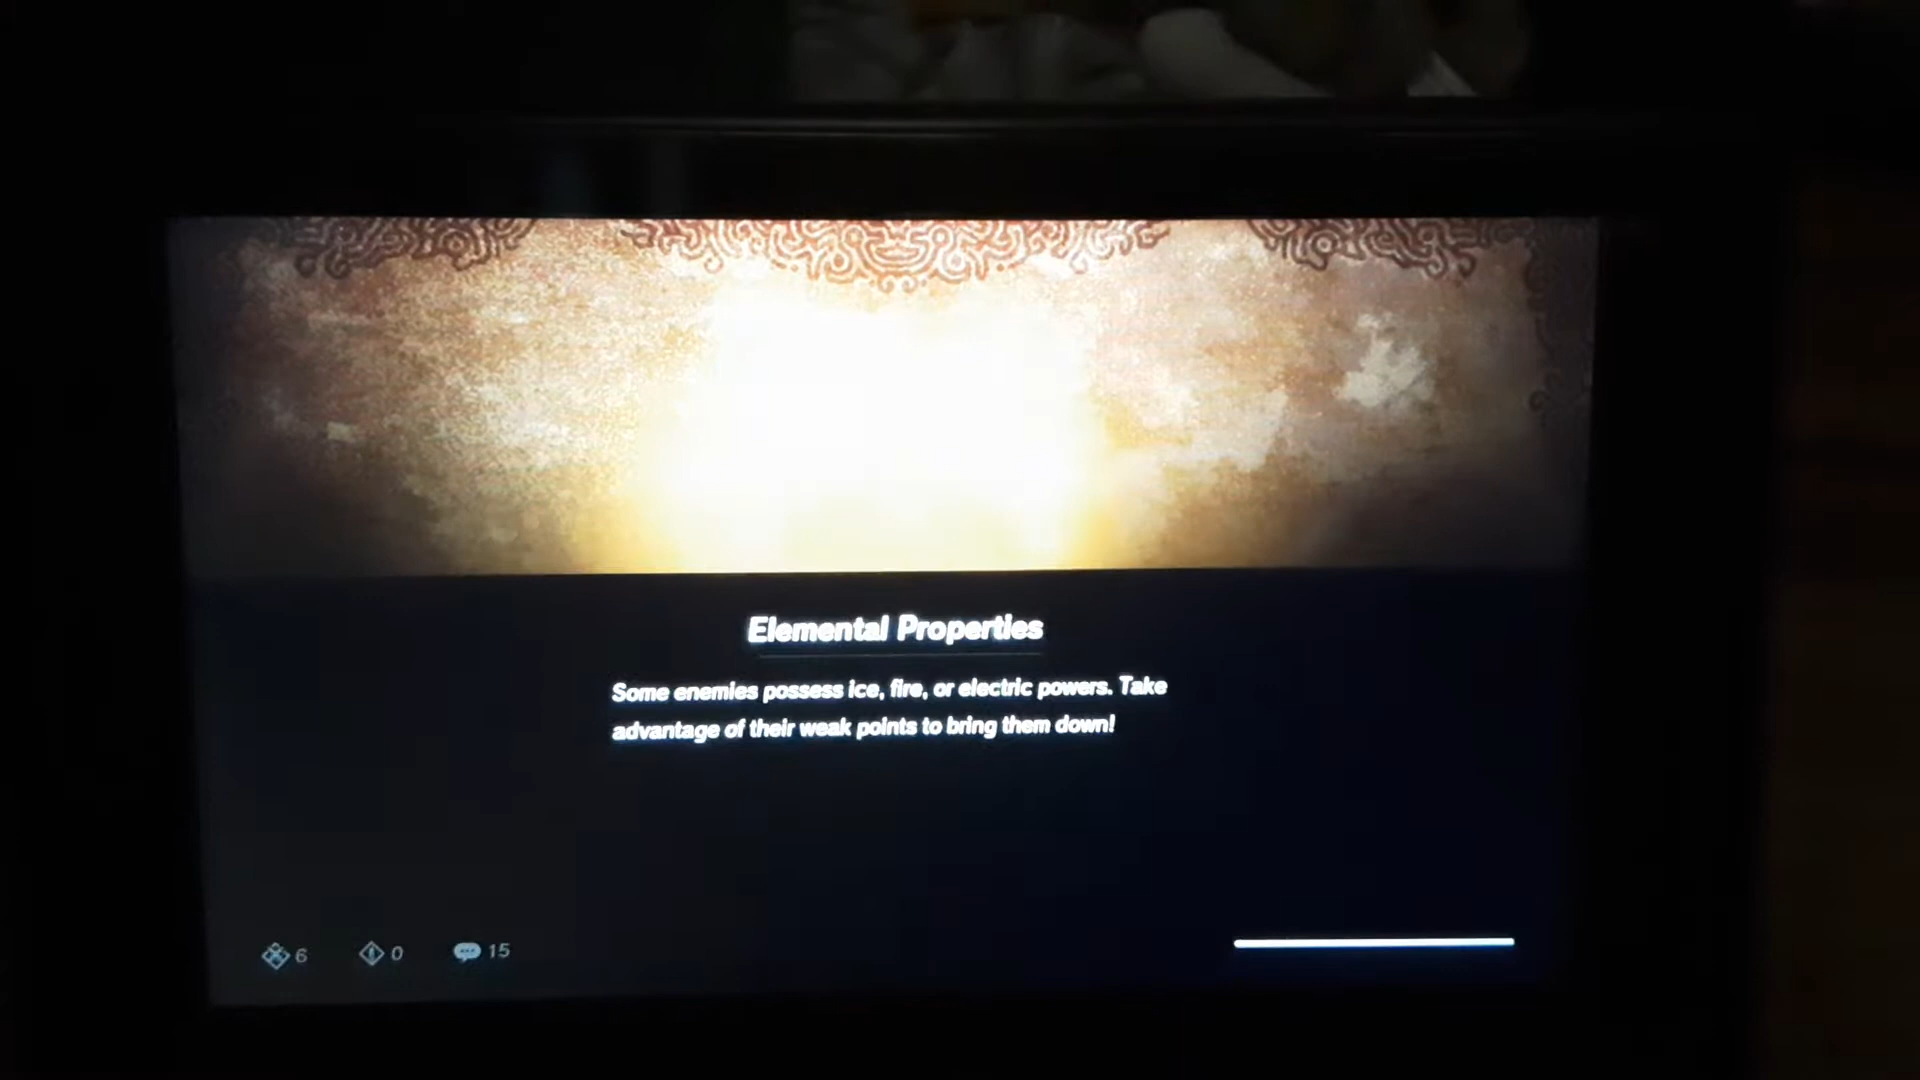 Elemental Properties
Some enemies possess ice, fire, or electric powers. Take
advantage of their weak points to bring them down!
6 0 15